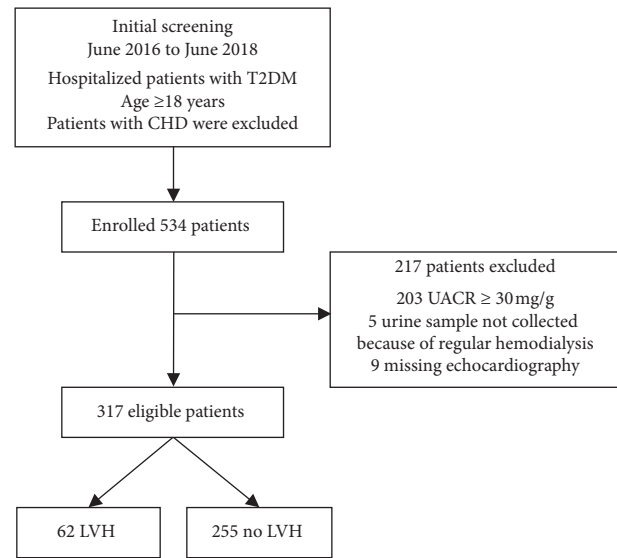 Initial screening
June 2016 to June 2018
Hospitalized patients with T2DM
Age ≥18 years
Patients with CHD were excluded
Enrolled 534 patients
217 patients excluded
203 UACR ≥ 30 mg/g
5 urine sample not collected
because of regular hemodialysis
9 missing echocardiography
317 eligible patients
62 LVH
255 no LVH